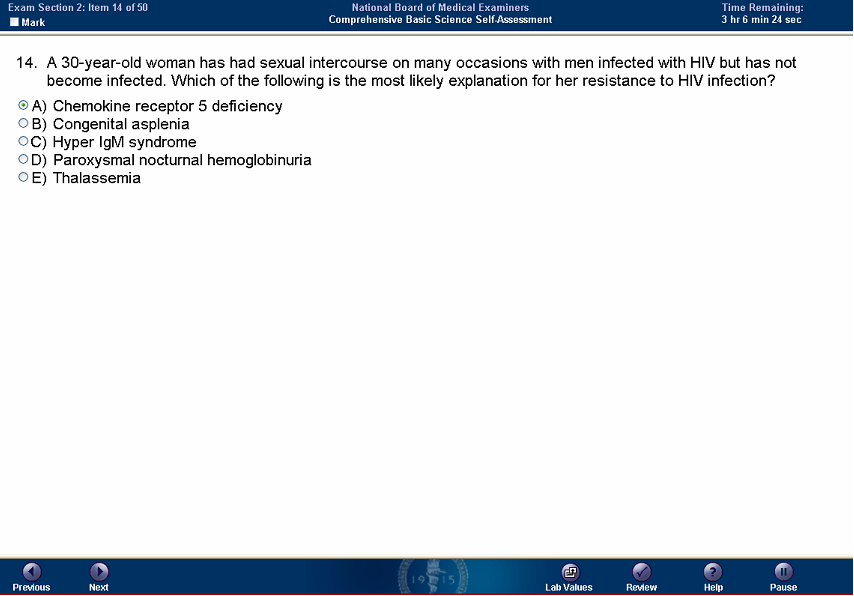 Exam Section 2: Item 14 of 50
National Board of Medical Examiners
Time Remaining:
Mark
Comprehensive Basic Science Self-Assessment
3 hr 6 min 24 sec
14. A 30-year-old woman has had sexual intercourse on many occasions with men infected with HIV but has not
become infected. Which of the following is the most likely explanation for her resistance to HIV infection?
A) Chemokine receptor 5 deficiency
B) Congenital asplenia
C) Hyper IgM syndrome
D) Paroxysmal nocturnal hemoglobinuria
E) Thalassemia
1915
Previous
Next
Lab Values
Review
Help
Pause